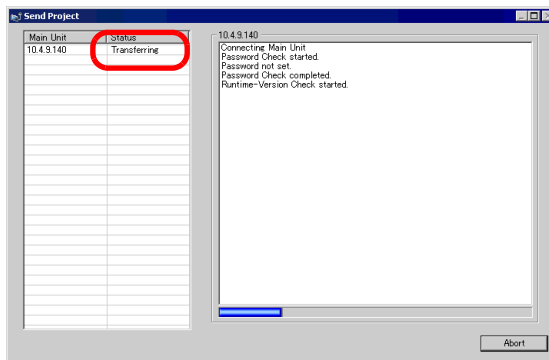 Send Project
Main Unit Status
10.4.9.140 Transferring
10.4.9.140
Connecting Main Unit
Password Check started.
Password not set.
Password Check completed.
Runtime-Version Check started.
Abort